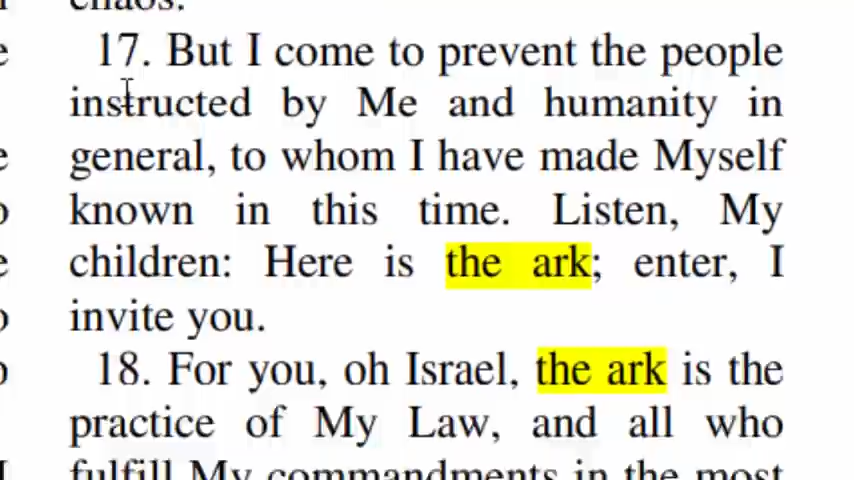 chaos.
17. But I come to prevent the people
instructed by Me and humanity in
general, to whom I have made Myself
known in this time. Listen, My
children: Here is the ark; enter, I
invite you.
18. For you, oh Israel, the ark is the
practice of My Law, and all who
fulfill My commandments in the most